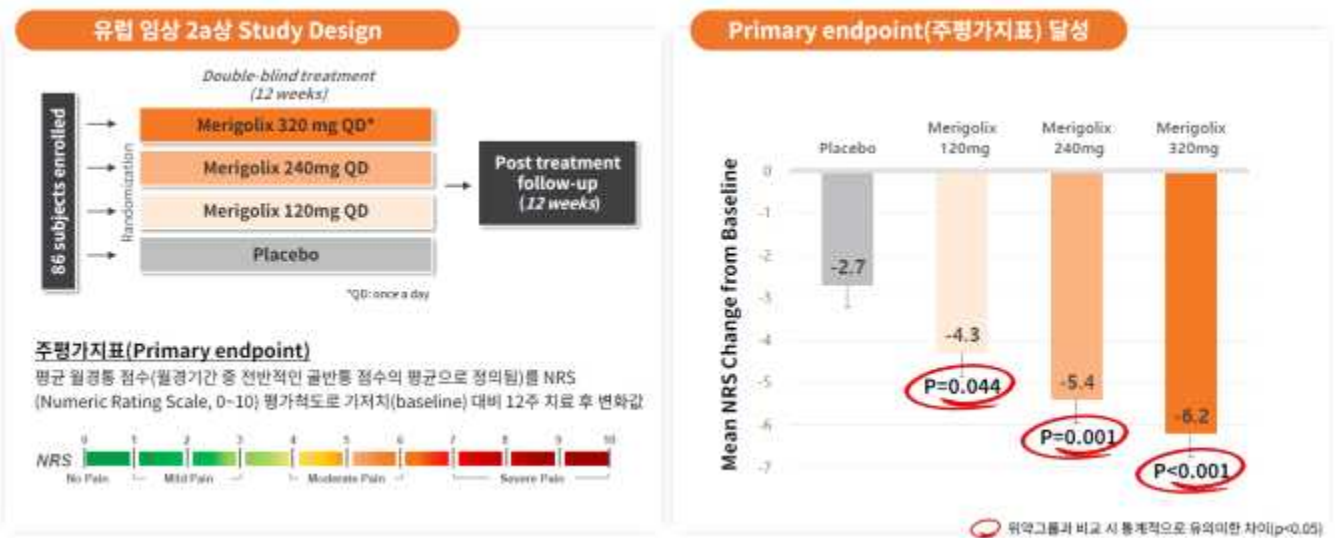 유럽 임상 2a상 Study Design
Double-blind treatment
(12 weeks)
86 subjects enrolled
Randomization
Merigolix 320 mg QD*
Merigolix 240mg QD
Merigolix 120mg QD
Placebo
Post treatment
follow-up
(12 weeks)
*QD: once a day
주평가지표(Primary endpoint)
평균 월경통 점수(월경기간 중 전반적인 골반통 점수의 평균으로 정의됨)를 NRS
(Numeric Rating Scale, 0~10) 평가척도로 기저치(baseline) 대비 12주 치료 후 변화값
0 1 2 3 4 5 6 7 8 9 10
NRS
No Pain Mild Pain Moderate Pain Severe Pain
Primary endpoint(주평가지표) 달성
Placebo
Merigolix
120mg
Merigolix
240mg
Merigolix
320mg
Mean NRS Change from Baseline
0
-1
-2
-3
-4
-5
-6
-7
-2.7
-4.3
-5.4
-6.2
P=0.044
P=0.001
P<0.001
위약그룹과 비교 시 통계적으로 유의미한 차이(p<0.05)